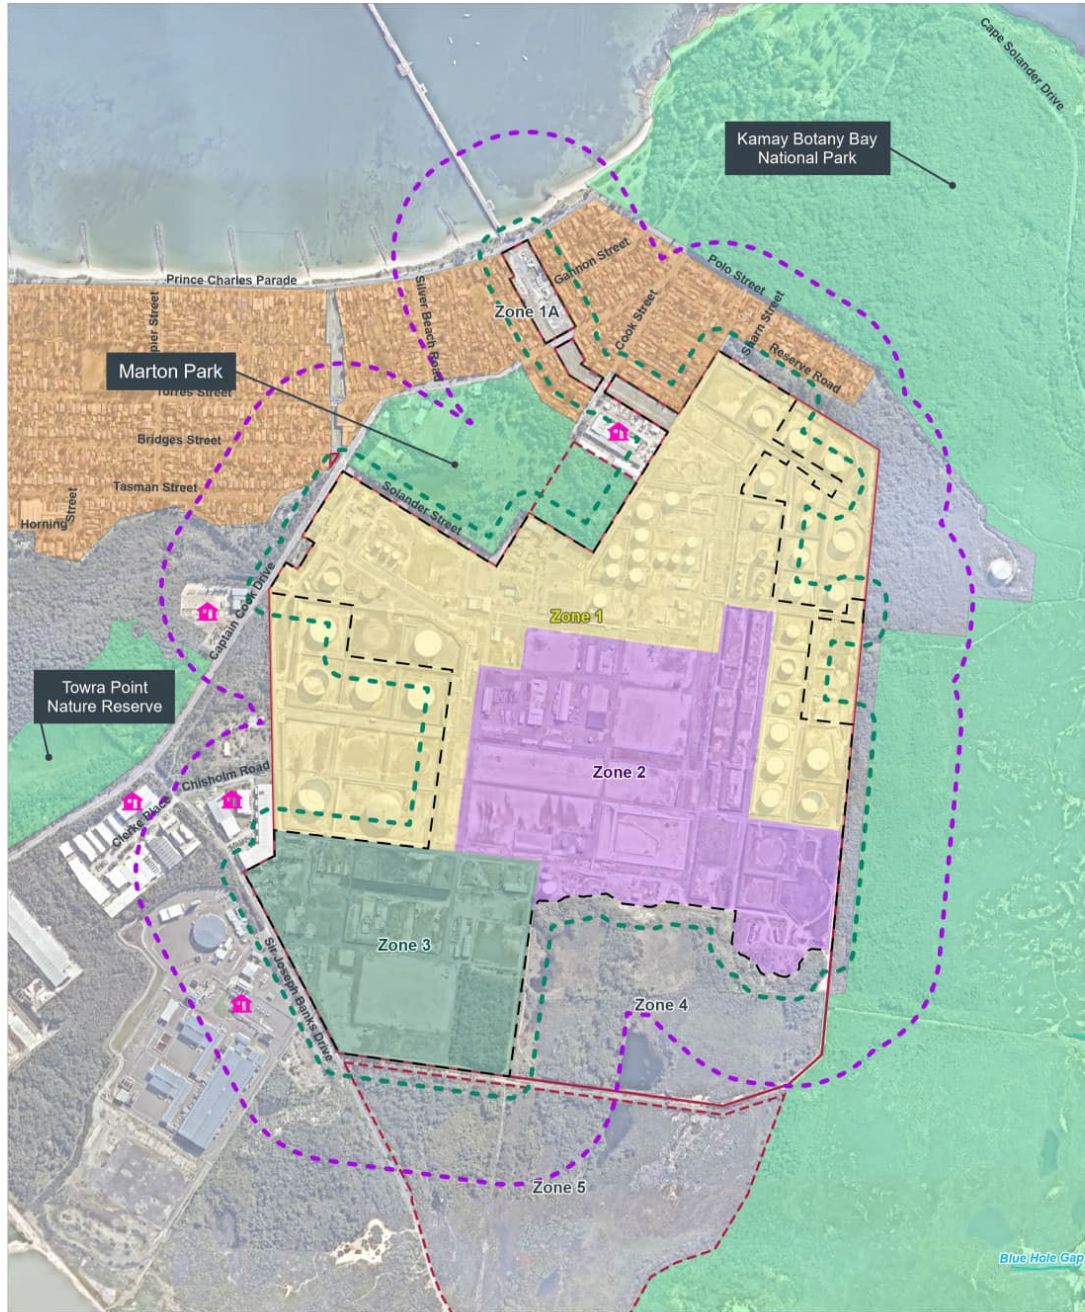 Cape Solander Drive
Kamay Botany Bay
National Park
Gannon Street
Polo Street
Prince Charles Parade
Silver Beach Road
Zone 1A
Cook Street
Street
Reserve Road
Marton Park
Street
Bridges Street
Tasman Street
Solander Street
Horning
Street
Captain Cook Drive
Zone 1
Towra Point
Nature Reserve
Zone 2
Chisholm Road
Clerke Place
Zone 3
Sir Joseph Banks Drive
Zone 4
Zone 5
Blue Hole Gap